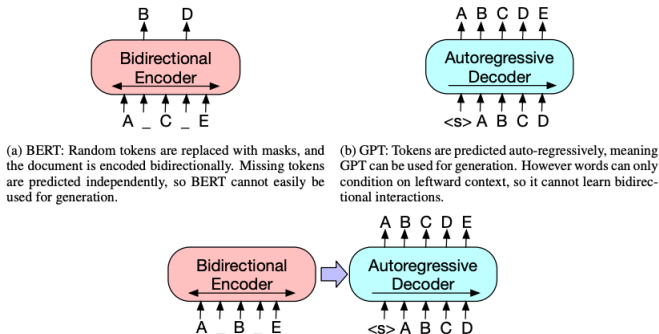 B D
Bidirectional
Encoder
A _ C _ E
A B C D E
Autoregressive
Decoder
<s> A B C D
(a) BERT: Random tokens are replaced with masks, and
the document is encoded bidirectionally. Missing tokens
are predicted independently, so BERT cannot easily be
used for generation.
(b) GPT: Tokens are predicted auto-regressively, meaning
GPT can be used for generation. However words can only
condition on leftward context, so it cannot learn bidirec-
tional interactions.
A B C D E
Bidirectional
Encoder
Autoregressive
Decoder
A _ B _ E
<s> A B C D